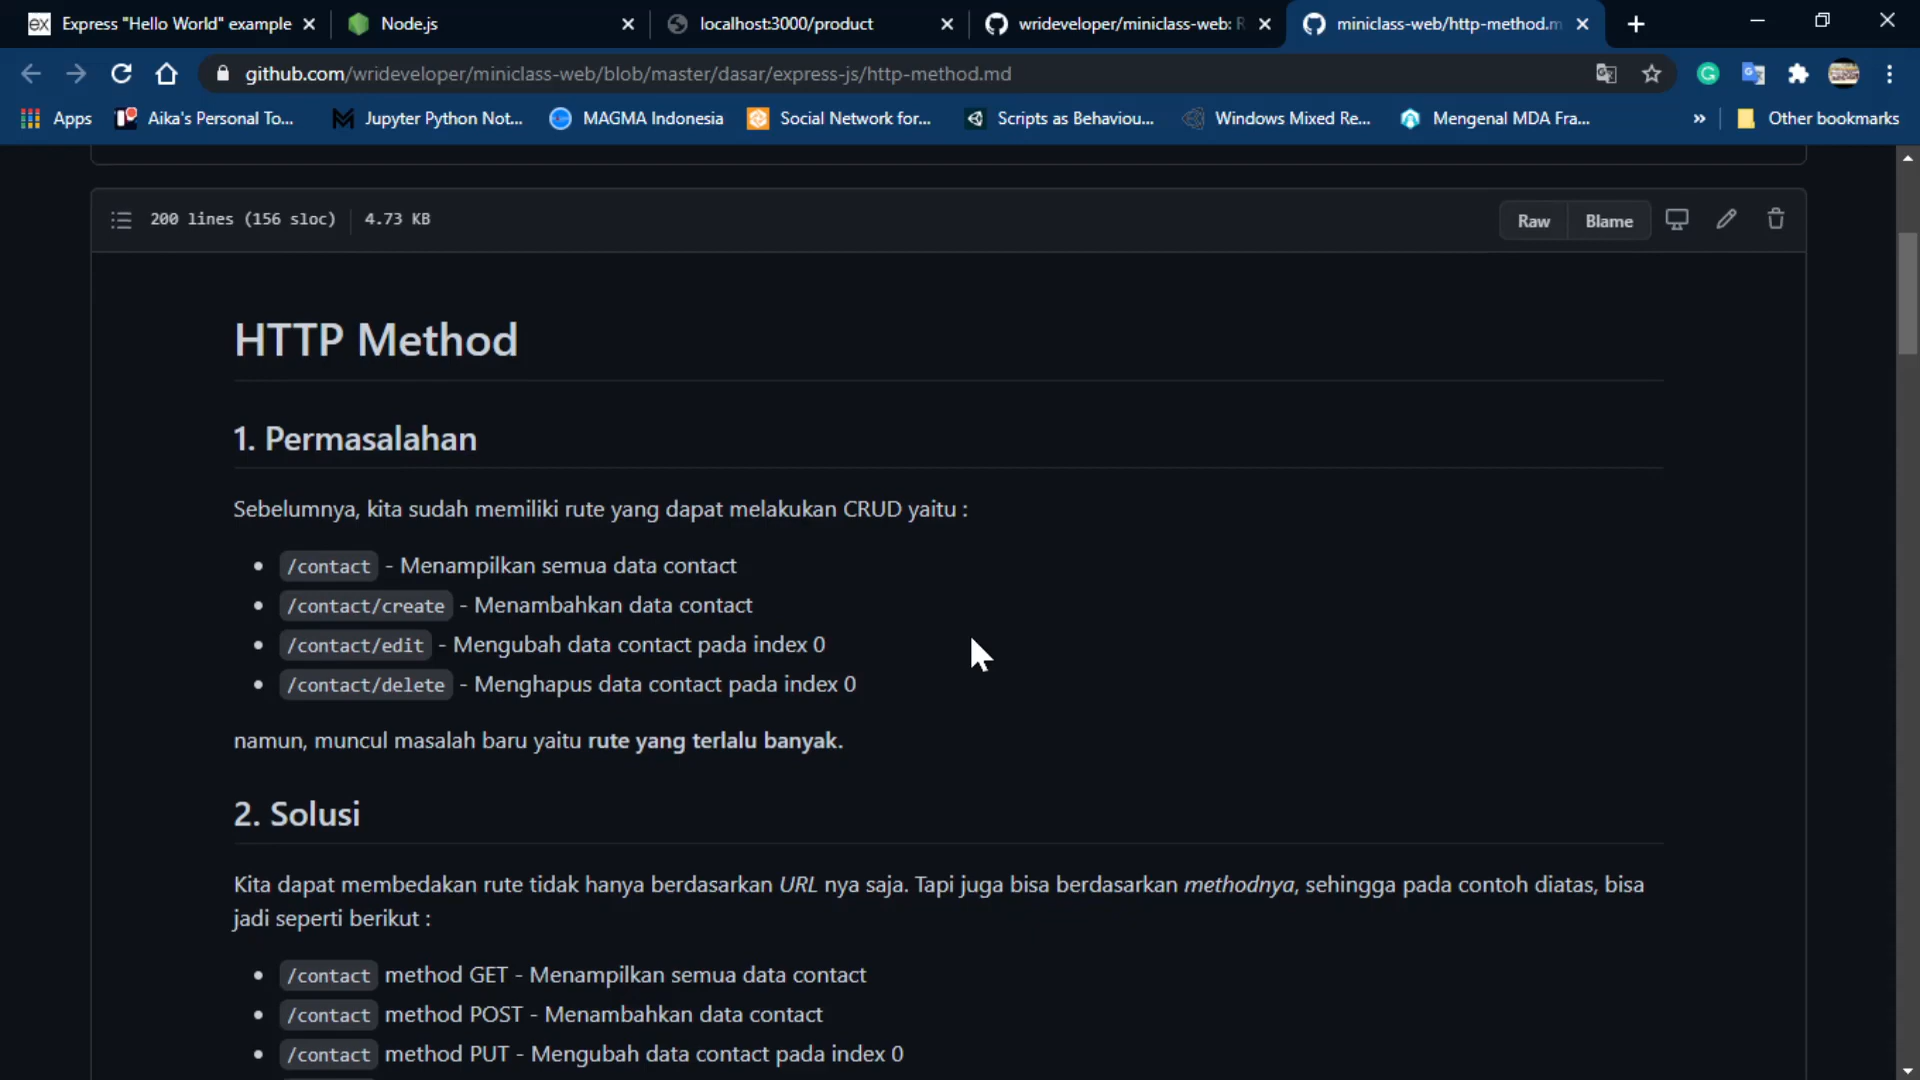 Express "Hello World" example
Node.js
localhost:3000/product
wrideveloper/miniclass-web: R
miniclass-web/http-method.m
github.com/wrideveloper/miniclass-web/blob/master/dasar/express-js/http-method.md
Apps
Aika's Personal To...
Jupyter Python Not...
MAGMA Indonesia
Social Network for...
Scripts as Behaviou...
Windows Mixed Re...
Mengenal MDA Fra...
»
Other bookmarks
200 lines (156 sloc)
4.73 KB
Raw
Blame
HTTP Method
1. Permasalahan
Sebelumnya, kita sudah memiliki rute yang dapat melakukan CRUD yaitu :
/contact - Menampilkan semua data contact
/contact/create - Menambahkan data contact
/contact/edit - Mengubah data contact pada index 0
/contact/delete - Menghapus data contact pada index 0
namun, muncul masalah baru yaitu rute yang terlalu banyak.
2. Solusi
Kita dapat membedakan rute tidak hanya berdasarkan URL nya saja. Tapi juga bisa berdasarkan methodnya, sehingga pada contoh diatas, bisa
jadi seperti berikut :
/contact method GET - Menampilkan semua data contact
/contact method POST - Menambahkan data contact
/contact method PUT - Mengubah data contact pada index 0